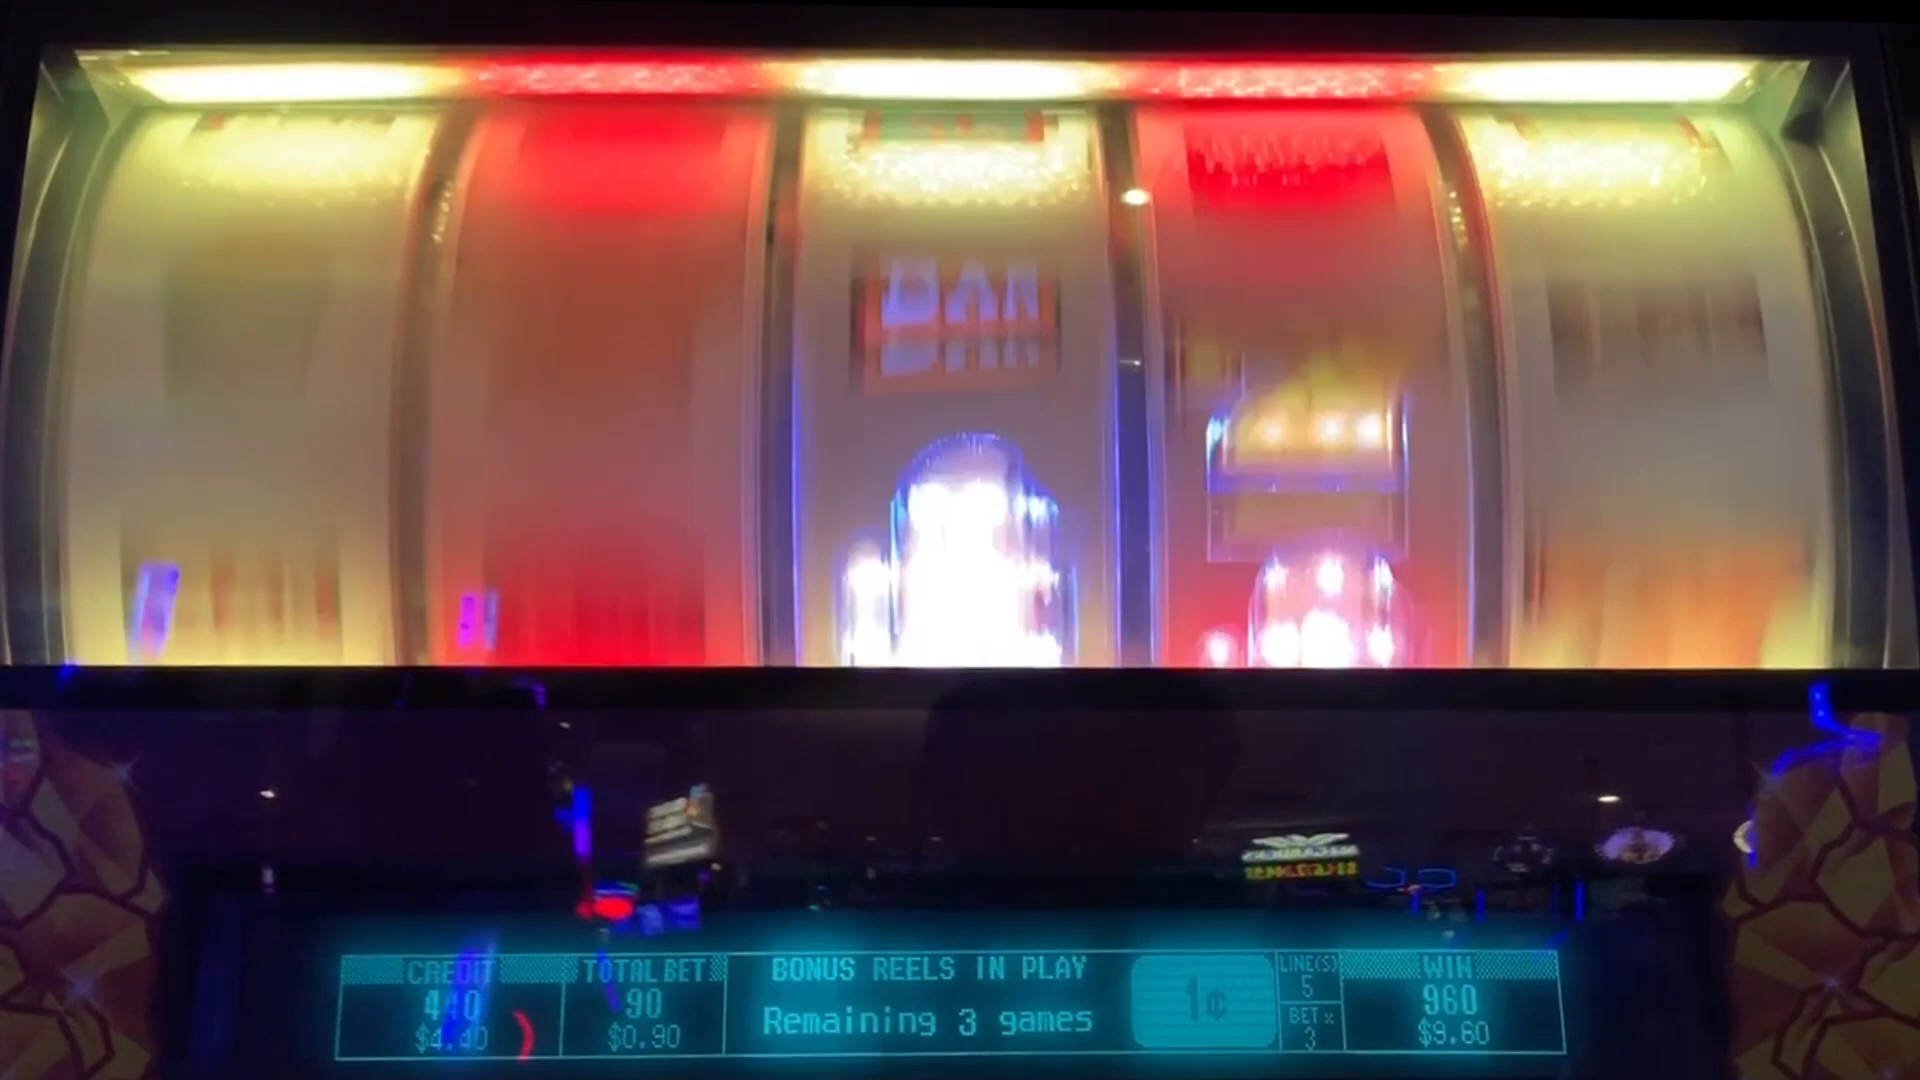 BAR
CREDIT
440
$4.40
TOTAL BET
90
$0.90
BONUS REELS IN PLAY
Remaining 3 games
1¢
LINE(S)
5
BET x
3
WIN
960
$9.60